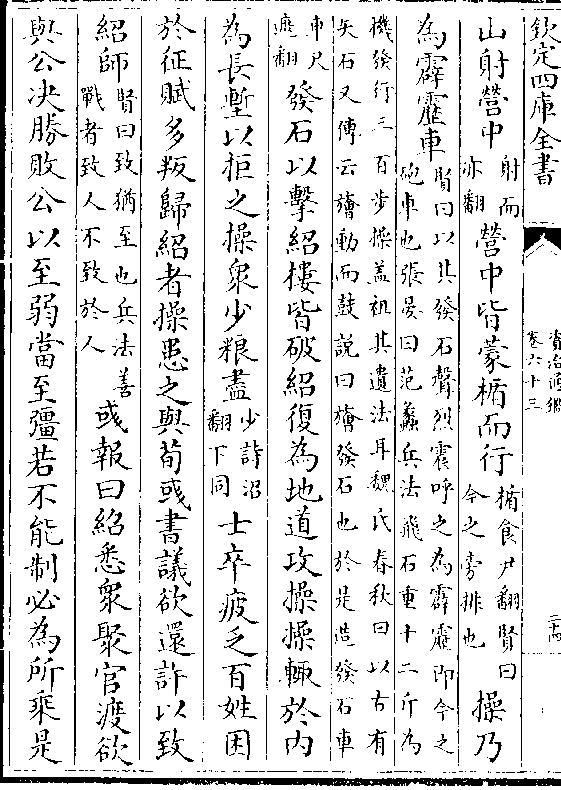 欽定四庫全書
資治通鑑
卷六十三
山射營中射而亦翻營中皆蒙楯而行楯食尹翻賢曰今之旁排也操乃
為霹靂車賢曰以其發石聲烈震呼之為霹靂即今之砲車也張晏曰范蠡兵法飛石重十二斤為
機發行三百步操蓋祖其遺法耳魏氏春秋曰以古有矢石又傳云旝動而鼓說曰旝發石也於是造發石車
車尺遮翻發石以擊紹樓皆破紹復為地道攻操操輒於內
為長塹以拒之操衆少粮盡少詩沼翻下同士卒疲乏百姓困
於征賦多叛歸紹者操患之與荀彧書議欲還許以致
紹師賢曰致猶至也兵法善戰者致人不致於人彧報曰紹悉衆聚官渡欲
與公決勝敗公以至弱當至彊若不能制必為所乘是